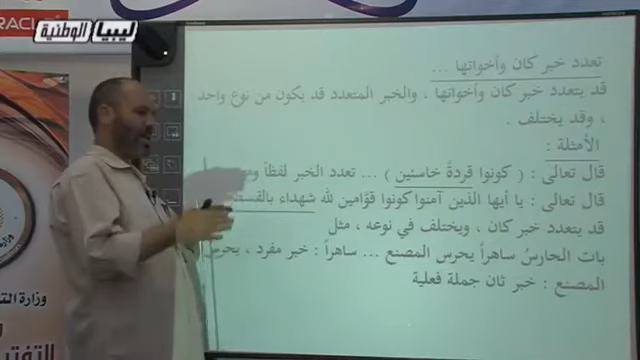 ORACLE
ليبيا الوطنية
تعدد خبر كان وأخواتها ...
قد يتعدد خبر كان وأخواتها ، والخبر المتعدد قد يكون من نوع واحد
، وقد يختلف .
الأمثلة :
قال تعالى : ( كونوا قردةً خاسئين ) ... تعدد الخبر لفظاً
قال تعالى : يا أيها الذين آمنوا كونوا قوّامين لله شهداء بالقسط
قد يتعدد خبر كان ، ويختلف في نوعه ، مثل
بات الحارسُ ساهراً يحرس المصنع ... ساهراً : خبر مفرد ، يحرس
المصنع : خبر ثان جملة فعلية
وزارة